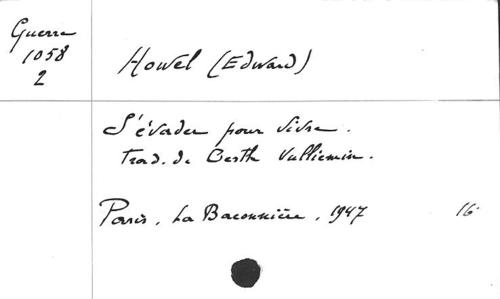 Guerre
1058
2
Howel (Edward)
S'évader pour vivre.
Trad. de Berthe Vulliemin.
Paris, La Baconnière, 1947 16